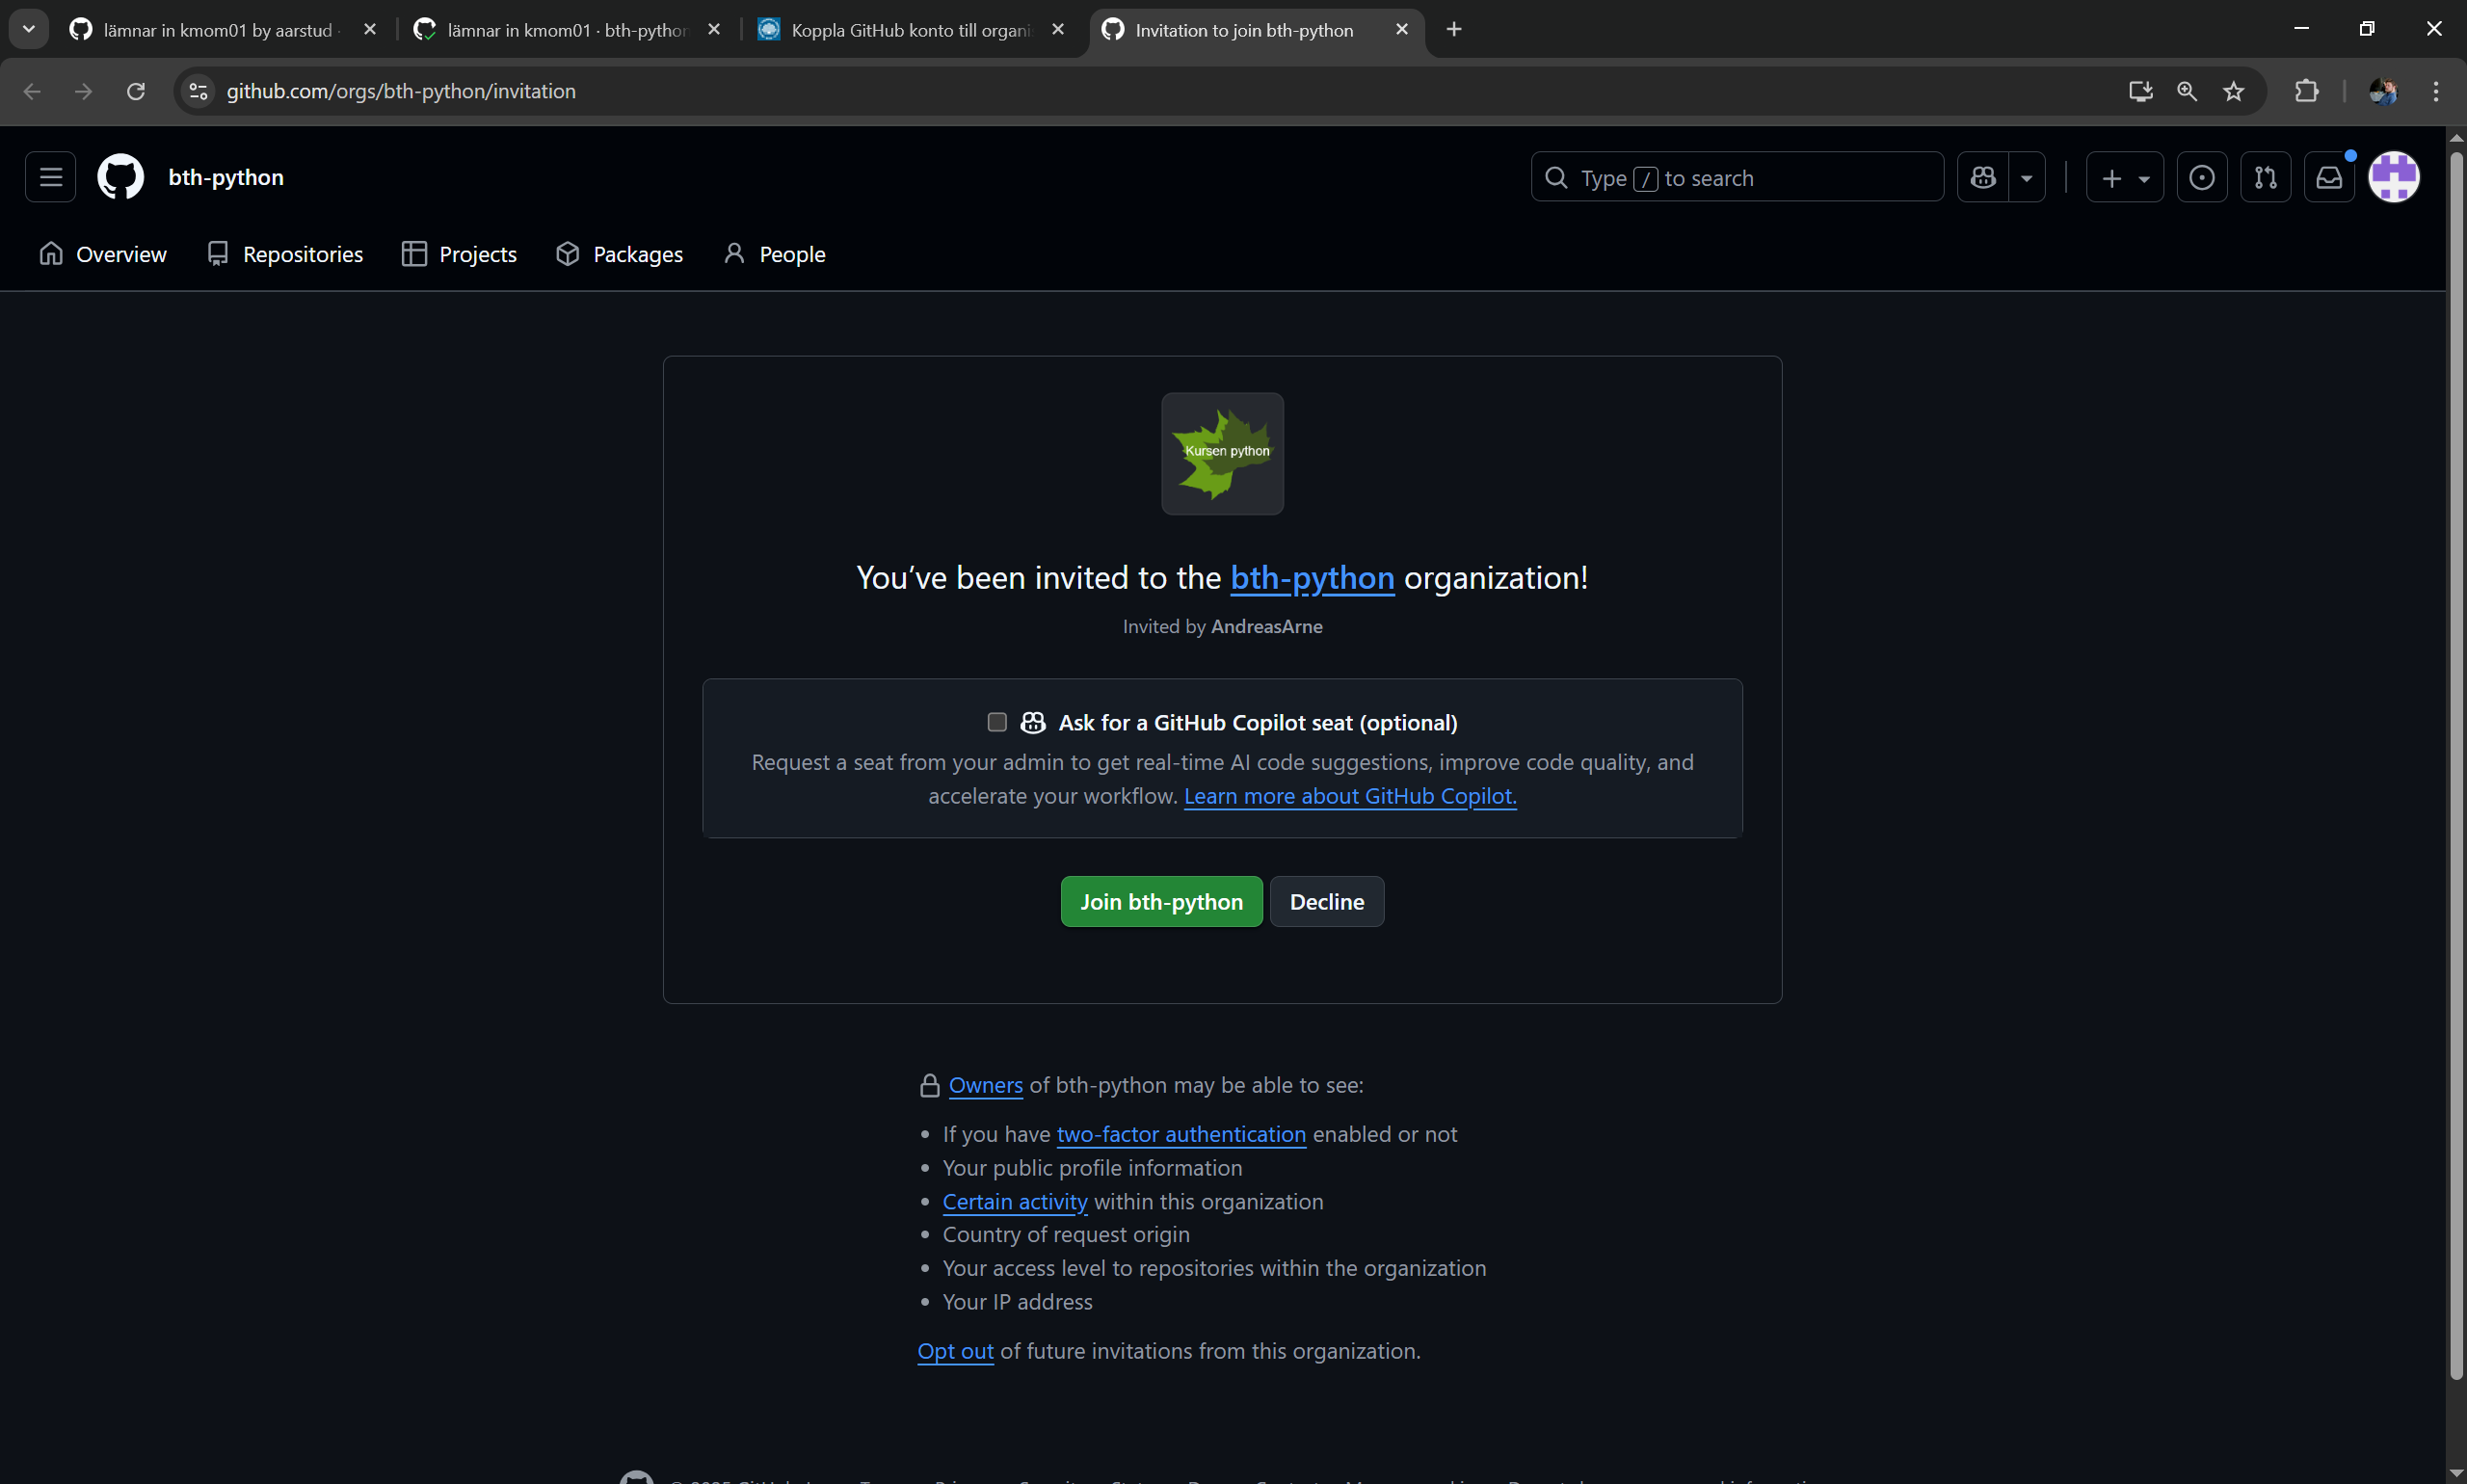 lämnar in kmom01 by aarstud ·
lämnar in kmom01 · bth-python
Koppla GitHub konto till organis
Invitation to join bth-python
github.com/orgs/bth-python/invitation
bth-python
Type / to search
Overview
Repositories
Projects
Packages
People
Kursen python
You've been invited to the bth-python organization!
Invited by AndreasArne
Ask for a GitHub Copilot seat (optional)
Request a seat from your admin to get real-time AI code suggestions, improve code quality, and
accelerate your workflow. Learn more about GitHub Copilot.
Join bth-python
Decline
Owners of bth-python may be able to see:
If you have two-factor authentication enabled or not
Your public profile information
Certain activity within this organization
Country of request origin
Your access level to repositories within the organization
Your IP address
Opt out of future invitations from this organization.